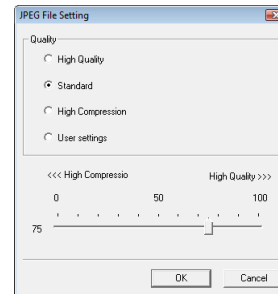 JPEG File Setting
Quality
High Quality
Standard
High Compression
User settings
<<< High Compressio High Quality >>>
0 50 100
75
OK Cancel